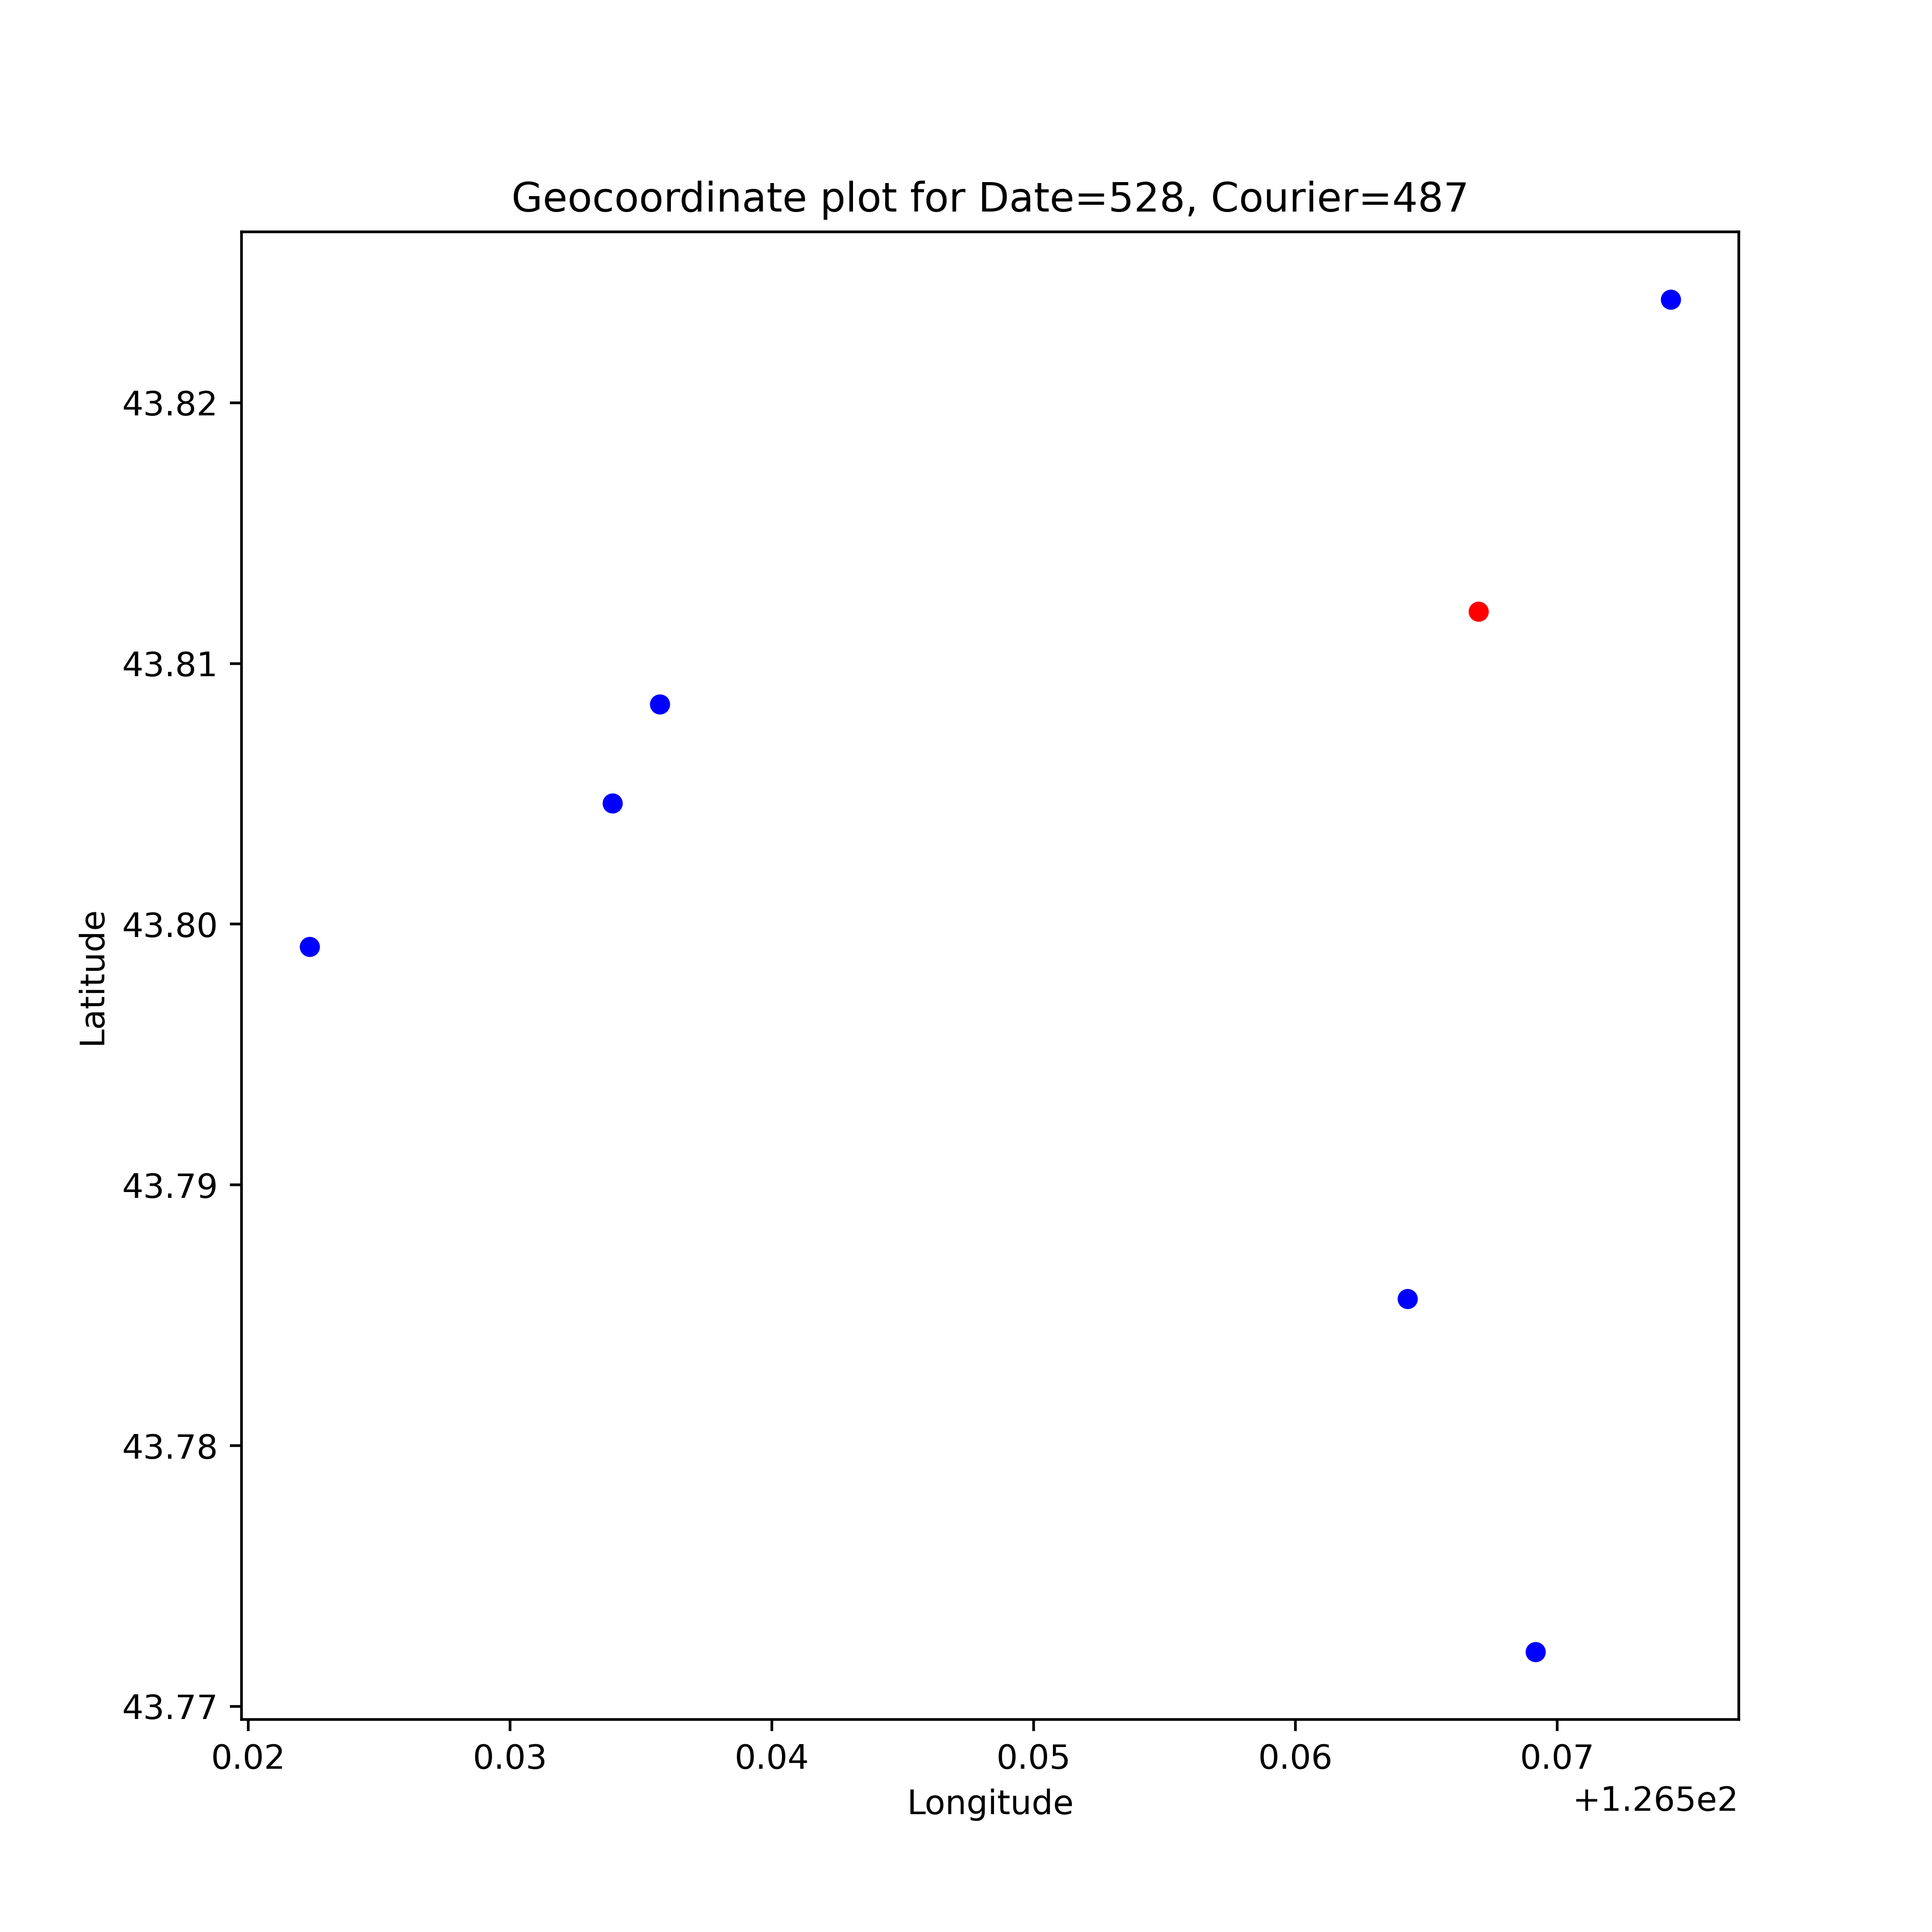 Geocoordinate plot for Date=528, Courier=487
43.82
43.81
43.80
43.79
43.78
43.77
Latitude
0.02 0.03 0.04 0.05 0.06 0.07
Longitude
+1.265e2